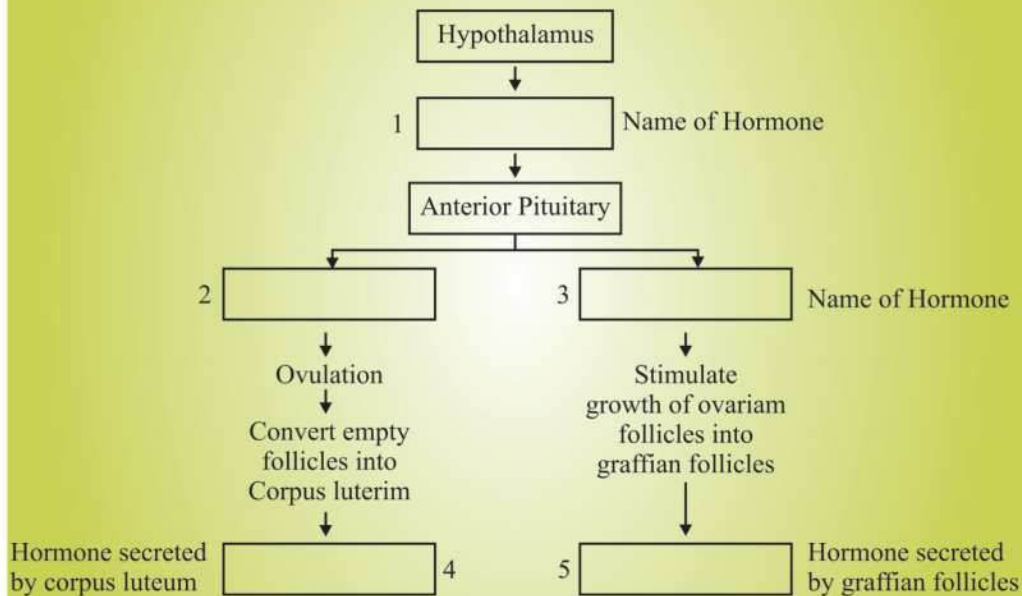 Hypothalamus
1
Name of Hormone
Anterior Pituitary
2
3
Name of Hormone
Ovulation
Convert empty
follicles into
Corpus luterim
Stimulate
growth of ovariam
follicles into
graffian follicles
Hormone secreted
by corpus luteum
4
5
Hormone secreted
by graffian follicles